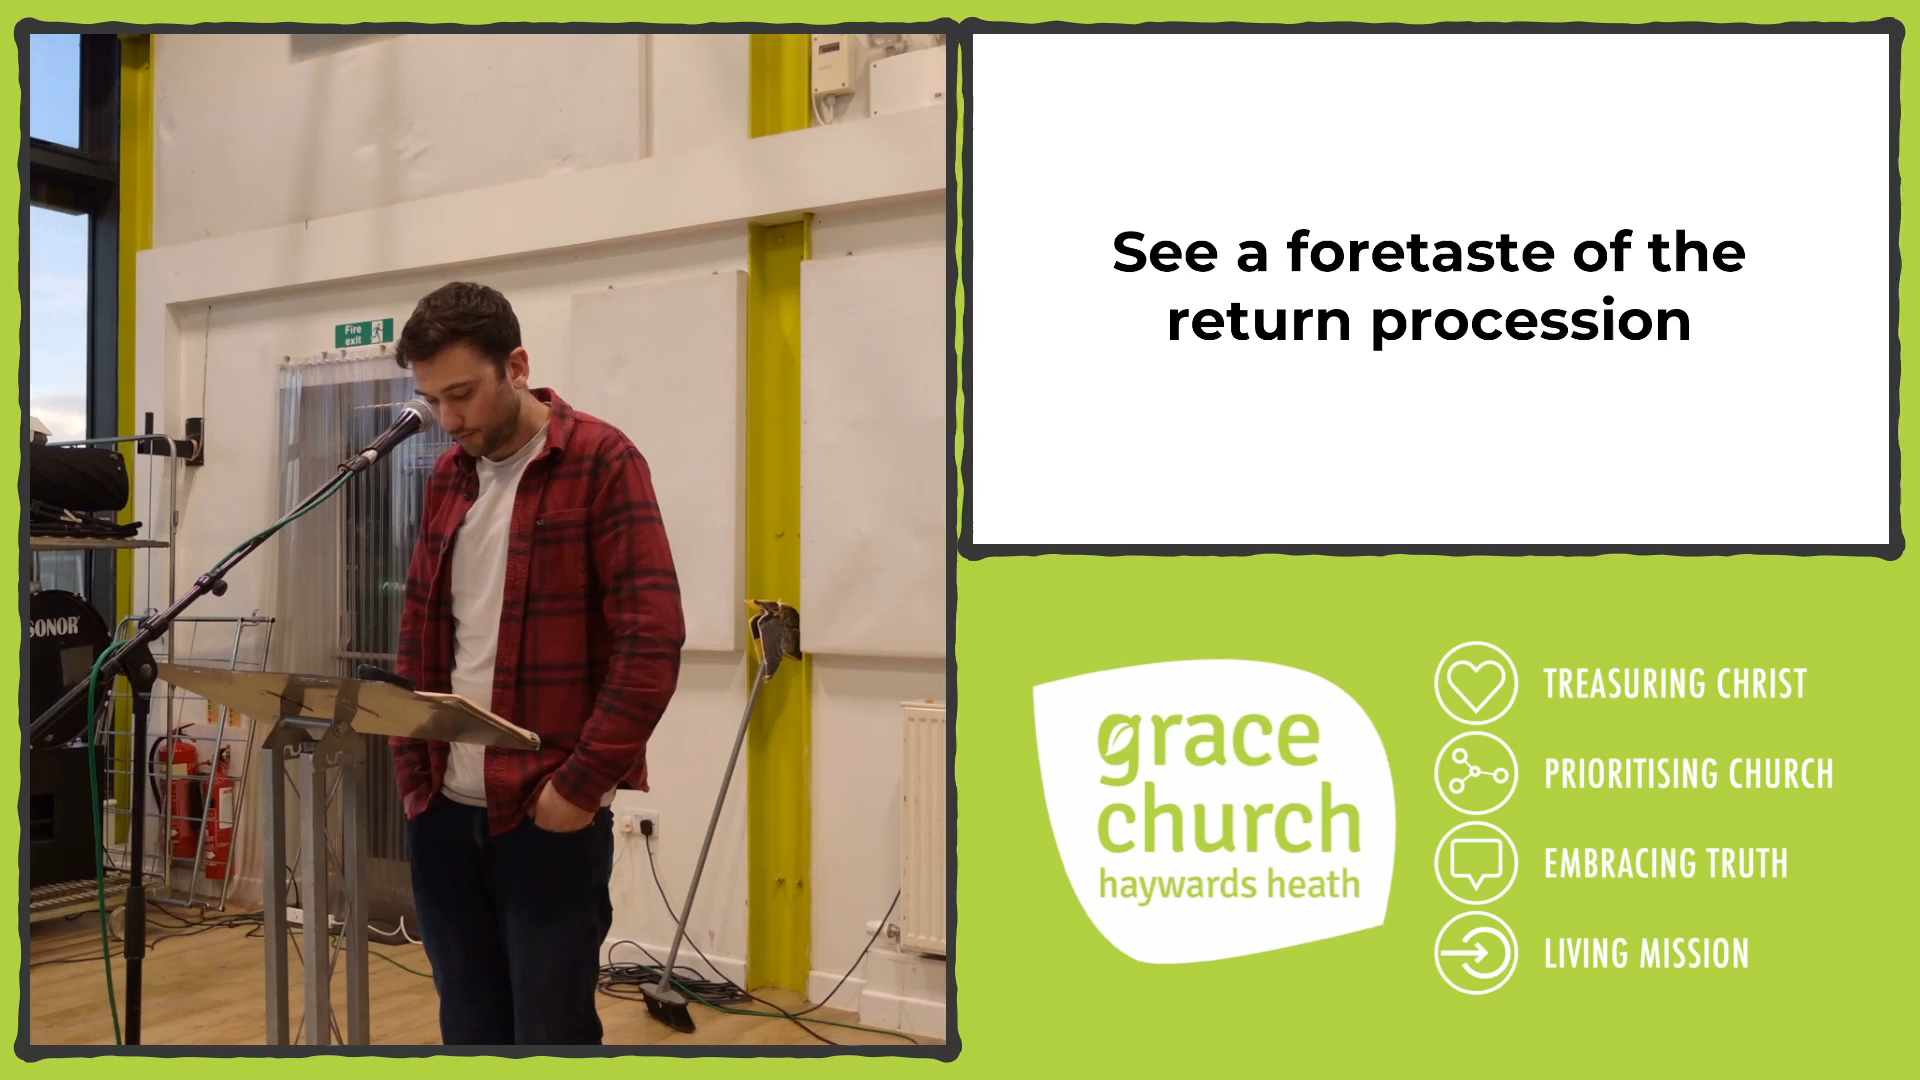 Fire
exit
SONOR
See a foretaste of the
return procession
grace
church
haywards heath
TREASURING CHRIST
PRIORITISING CHURCH
EMBRACING TRUTH
LIVING MISSION